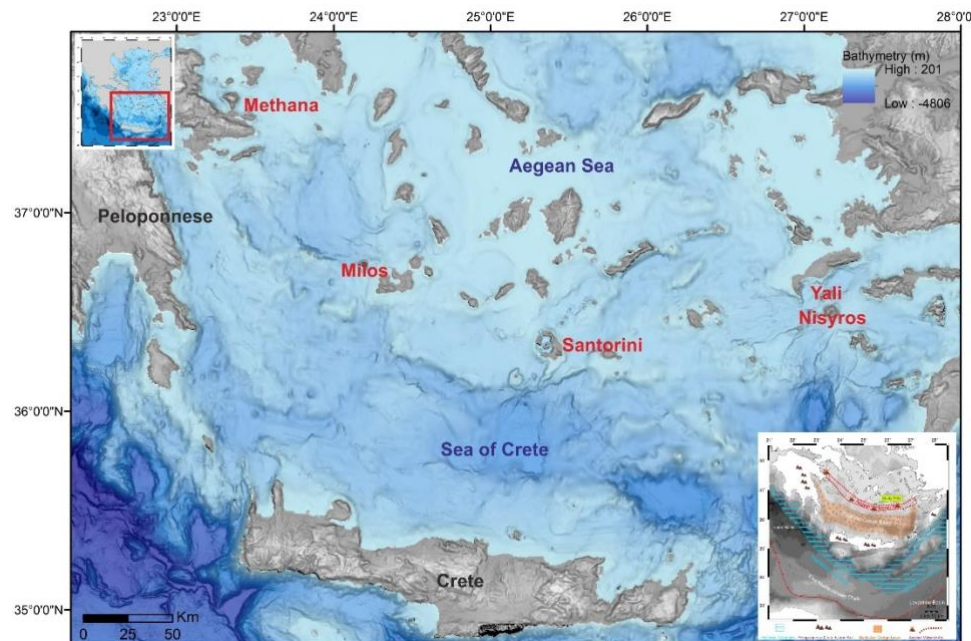 23°0'0"E 24°0'0"E 25°0'0"E 26°0'0"E 27°0'0"E 28°0'0"
Bathymetry (m)
High : 201
Low : -4806
Methana
Aegean Sea
37°0'0"N
Peloponnese
Milos
Yali
Nisyros
Santorini
36°0'0"N
Sea of Crete
Crete
35°0'0"N
Km
0 25 50